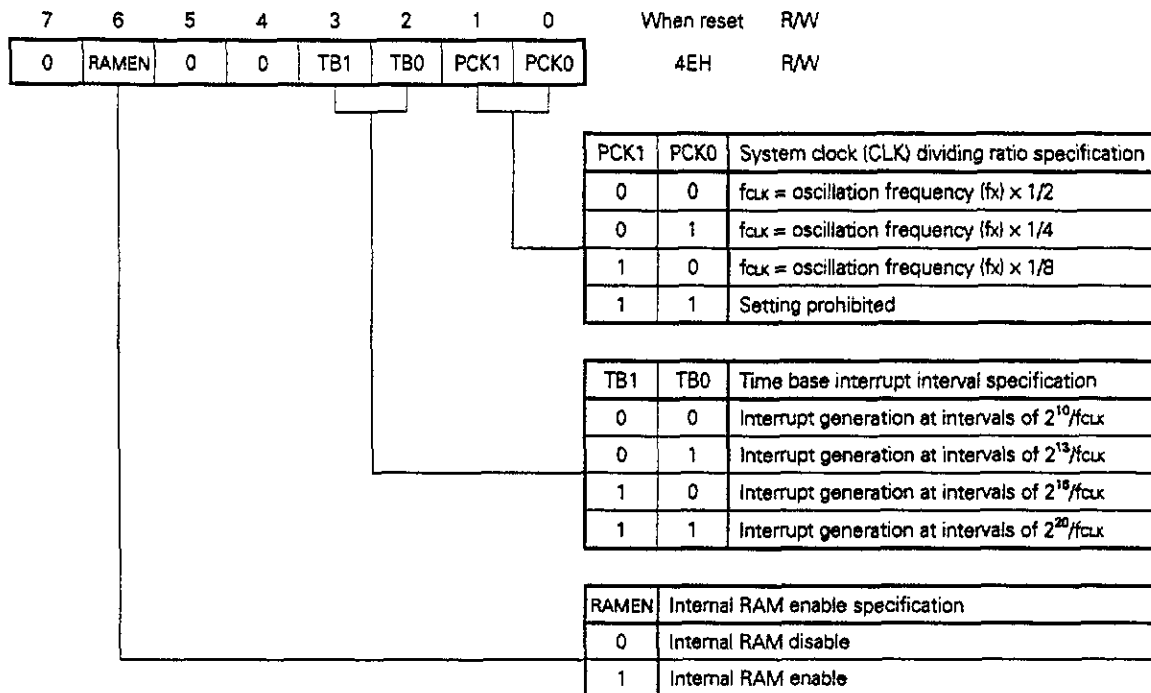 7 6 5 4 3 2 1 0 When reset R/W
0 RAMEN 0 0 TB1 TB0 PCK1 PCK0 4EH R/W
PCK1 PCK0 System clock (CLK) dividing ratio specification
0 0 fCLK = oscillation frequency (fx) × 1/2
0 1 fCLK = oscillation frequency (fx) × 1/4
1 0 fCLK = oscillation frequency (fx) × 1/8
1 1 Setting prohibited
TB1 TB0 Time base interrupt interval specification
0 0 Interrupt generation at intervals of 2¹⁰/fCLK
0 1 Interrupt generation at intervals of 2¹³/fCLK
1 0 Interrupt generation at intervals of 2¹⁶/fCLK
1 1 Interrupt generation at intervals of 2²⁰/fCLK
RAMEN Internal RAM enable specification
0 Internal RAM disable
1 Internal RAM enable